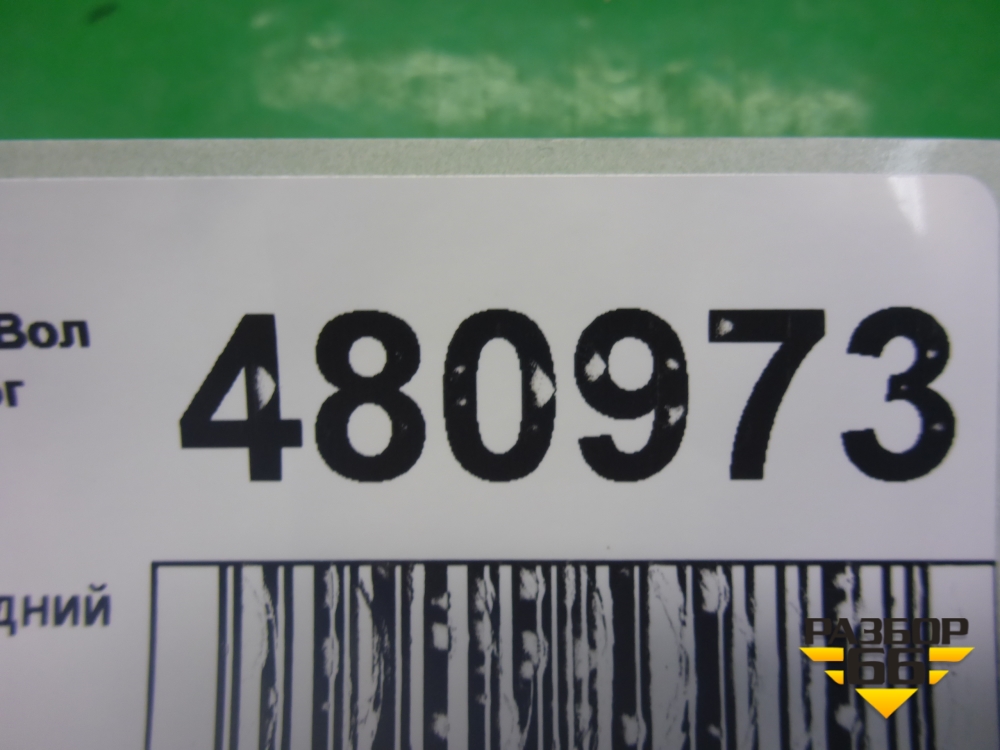 Вол
480973
ог
дний
РАЗБОР
66